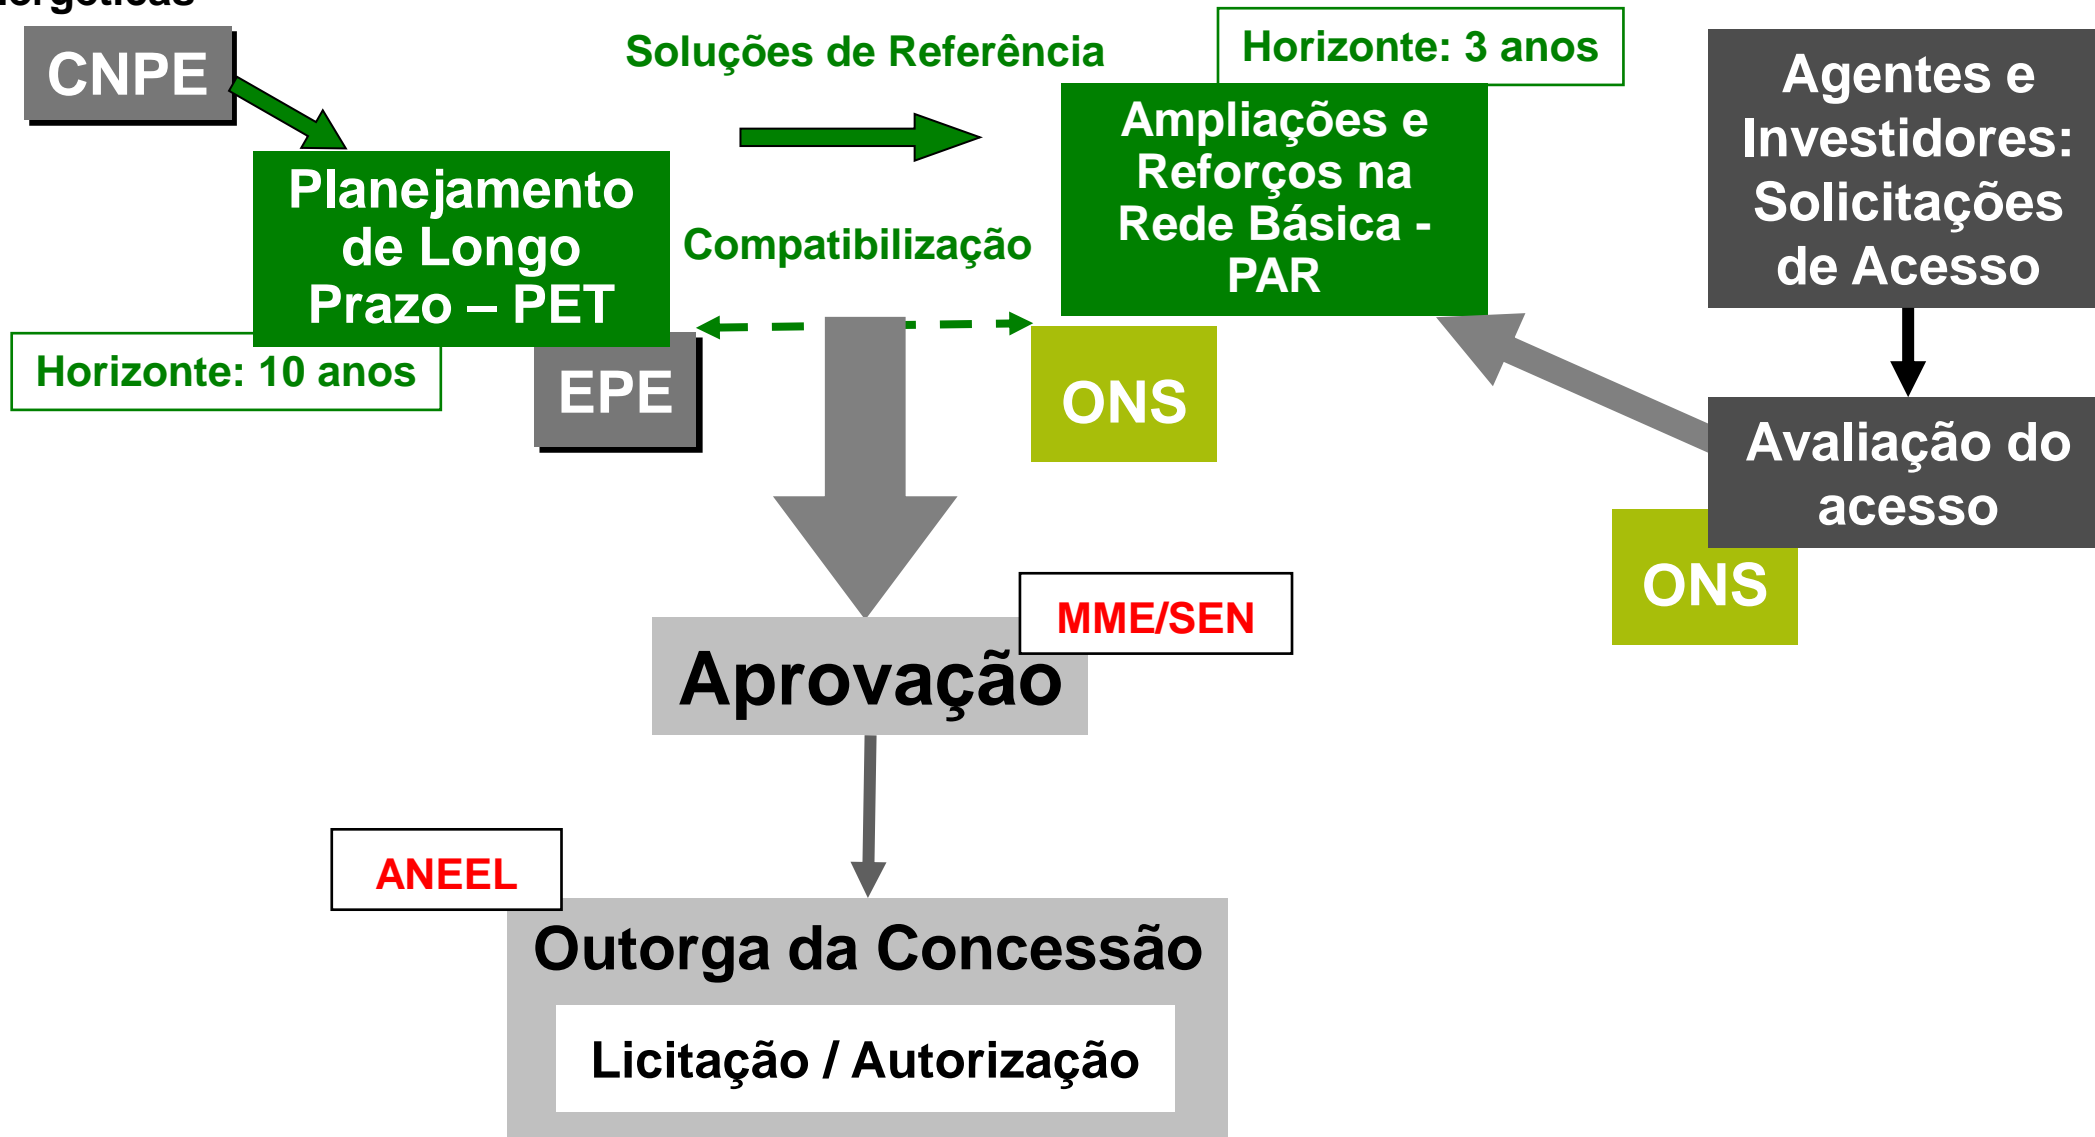 CNPE
Soluções de Referência
Horizonte: 3 anos
Agentes e
Investidores:
Solicitações
de Acesso
Ampliações e
Reforços na
Rede Básica -
PAR
Planejamento
de Longo
Prazo – PET
Compatibilização
Horizonte: 10 anos
EPE
ONS
Avaliação do
acesso
ONS
MME/SEN
Aprovação
ANEEL
Outorga da Concessão
Licitação / Autorização